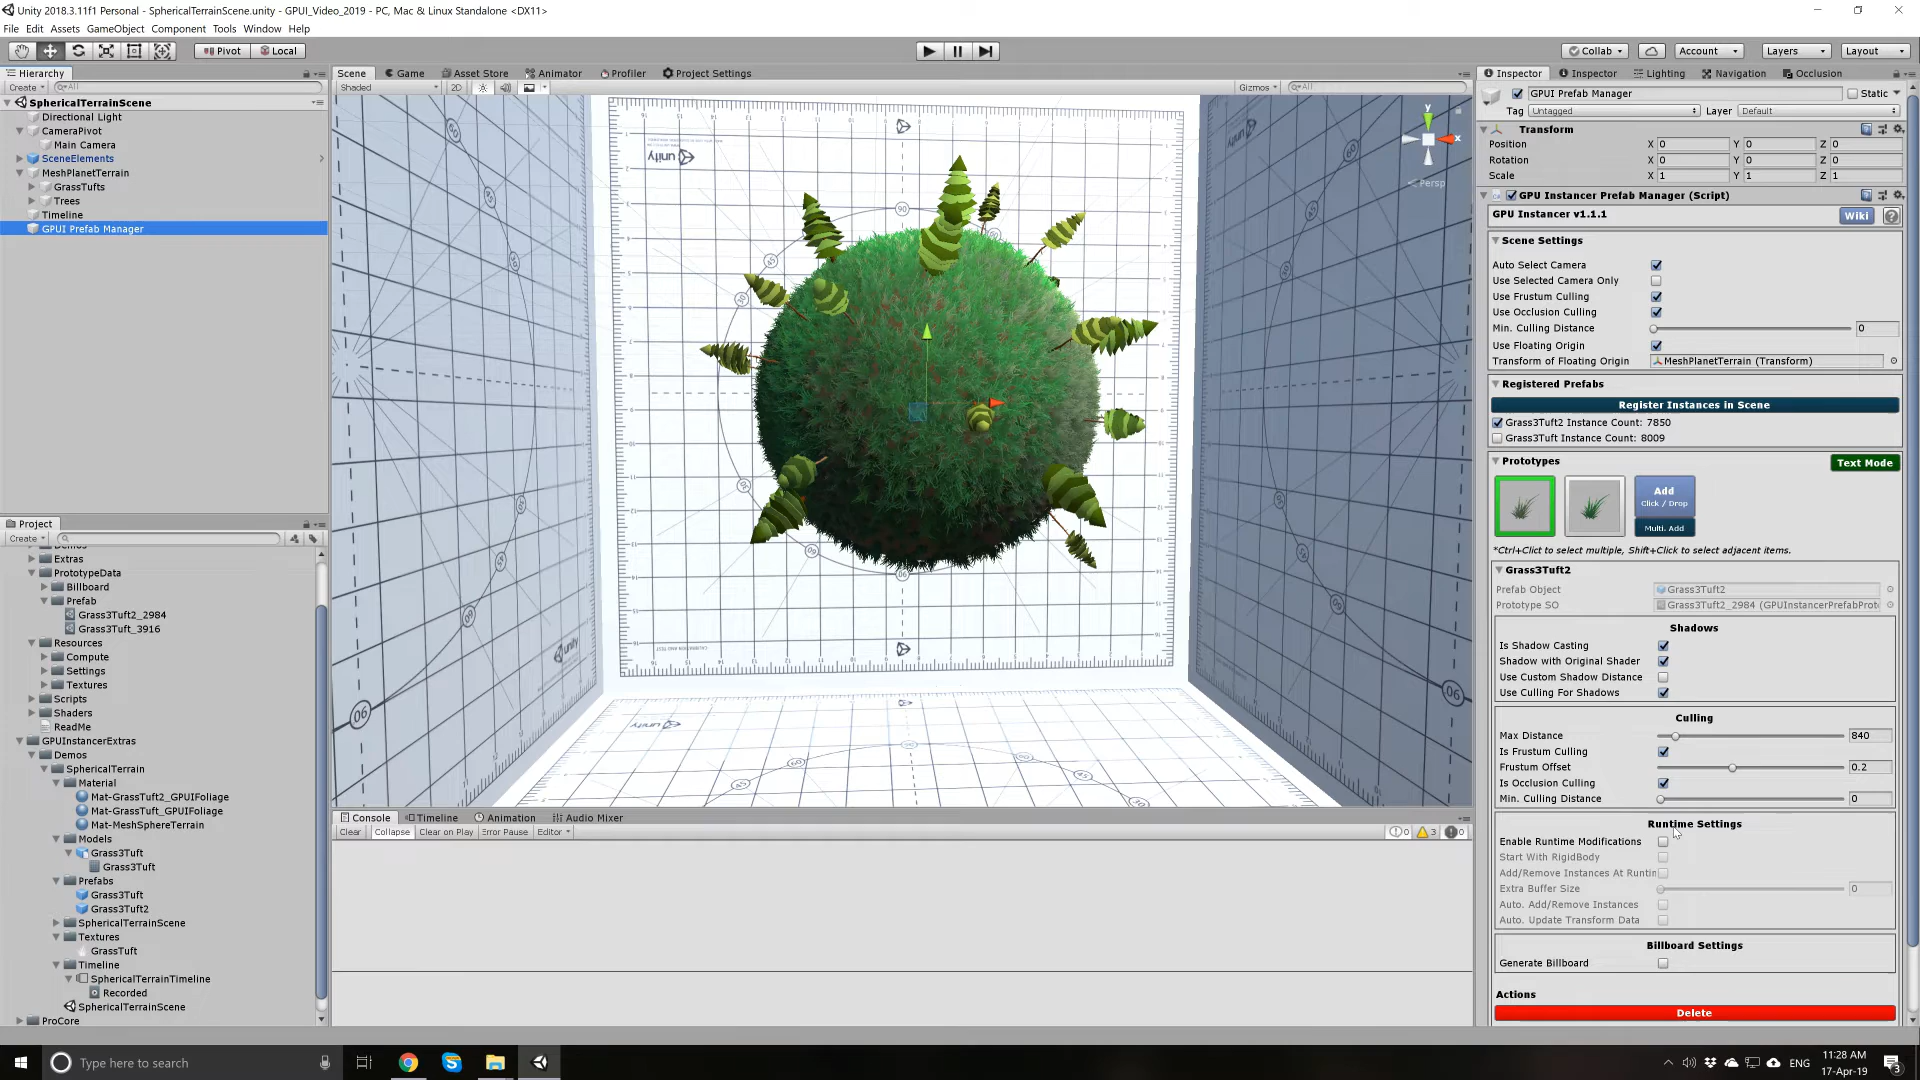 Unity 2018.3.11f1 Personal - SphericalTerrainScene.unity - GPUI_Video_2019 - PC, Mac & Linux Standalone <DX11>
File Edit Assets GameObject Component Tools Window Help
Pivot Local Collab Account Layers Layout
Hierarchy
Create All
SphericalTerrainScene
Directional Light
CameraPivot
Main Camera
SceneElements
MeshPlanetTerrain
GrassTufts
Trees
Timeline
GPUI Prefab Manager
Project
Create
Demos
Extras
PrototypeData
Billboard
Prefab
Grass3Tuft2_2984
Grass3Tuft_3916
Resources
Compute
Settings
Textures
Scripts
Shaders
ReadMe
GPUInstancerExtras
Demos
SphericalTerrain
Material
Mat-GrassTuft2_GPUIFoliage
Mat-GrassTuft_GPUIFoliage
Mat-MeshSphereTerrain
Models
Grass3Tuft
Grass3Tuft
Prefabs
Grass3Tuft
Grass3Tuft2
SphericalTerrainScene
Textures
GrassTuft
Timeline
SphericalTerrainTimeline
Recorded
SphericalTerrainScene
ProCore
Scene Game Asset Store Animator Profiler Project Settings
Shaded 2D Gizmos All
unity
y
x
Persp
Console Timeline Animation Audio Mixer
Clear Collapse Clear on Play Error Pause Editor 0 3 0
Inspector Inspector Lighting Navigation Occlusion
GPUI Prefab Manager Static
Tag Untagged Layer Default
Transform
Position X 0 Y 0 Z 0
Rotation X 0 Y 0 Z 0
Scale X 1 Y 1 Z 1
GPU Instancer Prefab Manager (Script)
GPU Instancer v1.1.1 Wiki ?
Scene Settings
Auto Select Camera
Use Selected Camera Only
Use Frustum Culling
Use Occlusion Culling
Min. Culling Distance 0
Use Floating Origin
Transform of Floating Origin MeshPlanetTerrain (Transform)
Registered Prefabs
Register Instances in Scene
Grass3Tuft2 Instance Count: 7850
Grass3Tuft Instance Count: 8009
Prototypes Text Mode
Add
Click / Drop
Multi. Add
*Ctrl+Click to select multiple, Shift+Click to select adjacent items.
Grass3Tuft2
Prefab Object Grass3Tuft2
Prototype SO Grass3Tuft2_2984 (GPUInstancerPrefabProt
Shadows
Is Shadow Casting
Shadow with Original Shader
Use Custom Shadow Distance
Use Culling For Shadows
Culling
Max Distance 840
Is Frustum Culling
Frustum Offset 0.2
Is Occlusion Culling
Min. Culling Distance 0
Runtime Settings
Enable Runtime Modifications
Start With RigidBody
Add/Remove Instances At Runtin
Extra Buffer Size 0
Auto. Add/Remove Instances
Auto. Update Transform Data
Billboard Settings
Generate Billboard
Actions
Delete
Type here to search
ENG
11:28 AM
17-Apr-19
3